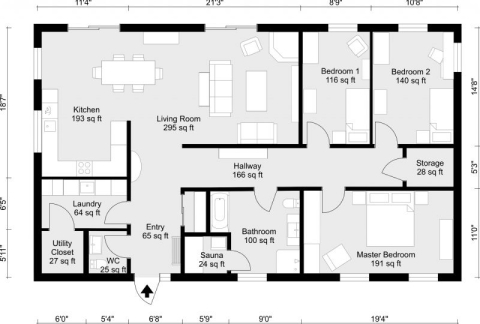 11'4"
21'3"
8'9"
10'8"
18'7"
14'8"
Bedroom 1
116 sq ft
Bedroom 2
140 sq ft
Kitchen
193 sq ft
Living Room
295 sq ft
Hallway
166 sq ft
Storage
28 sq ft
5'3"
6'5"
Laundry
64 sq ft
Entry
65 sq ft
Bathroom
100 sq ft
11'0"
5'11"
Utility
Closet
27 sq ft
WC
25 sq ft
Sauna
24 sq ft
Master Bedroom
191 sq ft
6'0"
5'4"
6'8"
5'9"
9'0"
19'4"